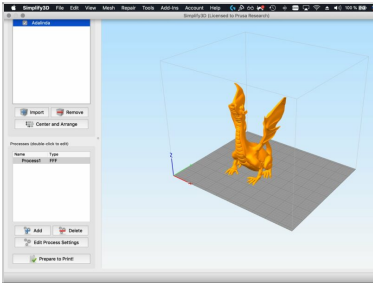 Simplify3D File Edit View Mesh Repair Tools Add-Ins Account Help 100 %
Simplify3D (Licensed to Prusa Research)
Adalinda
Import Remove
Center and Arrange
Processes (double click to edit)
Name Type
Process1 FFF
Add Delete
Edit Process Settings
Prepare to Print!
Z